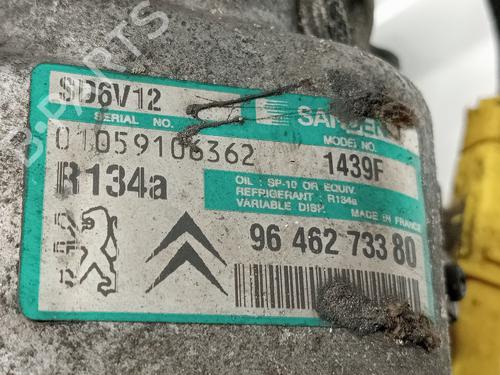 SD6V12
SERIAL NO.
01059106362
R134a
SANDEN
MODEL NO.
1439F
OIL : SP-10 OR EQUIV.
REFRIGERANT : R134a
VARIABLE DISP.
MADE IN FRANCE
96 462 733 80
B-PARTS